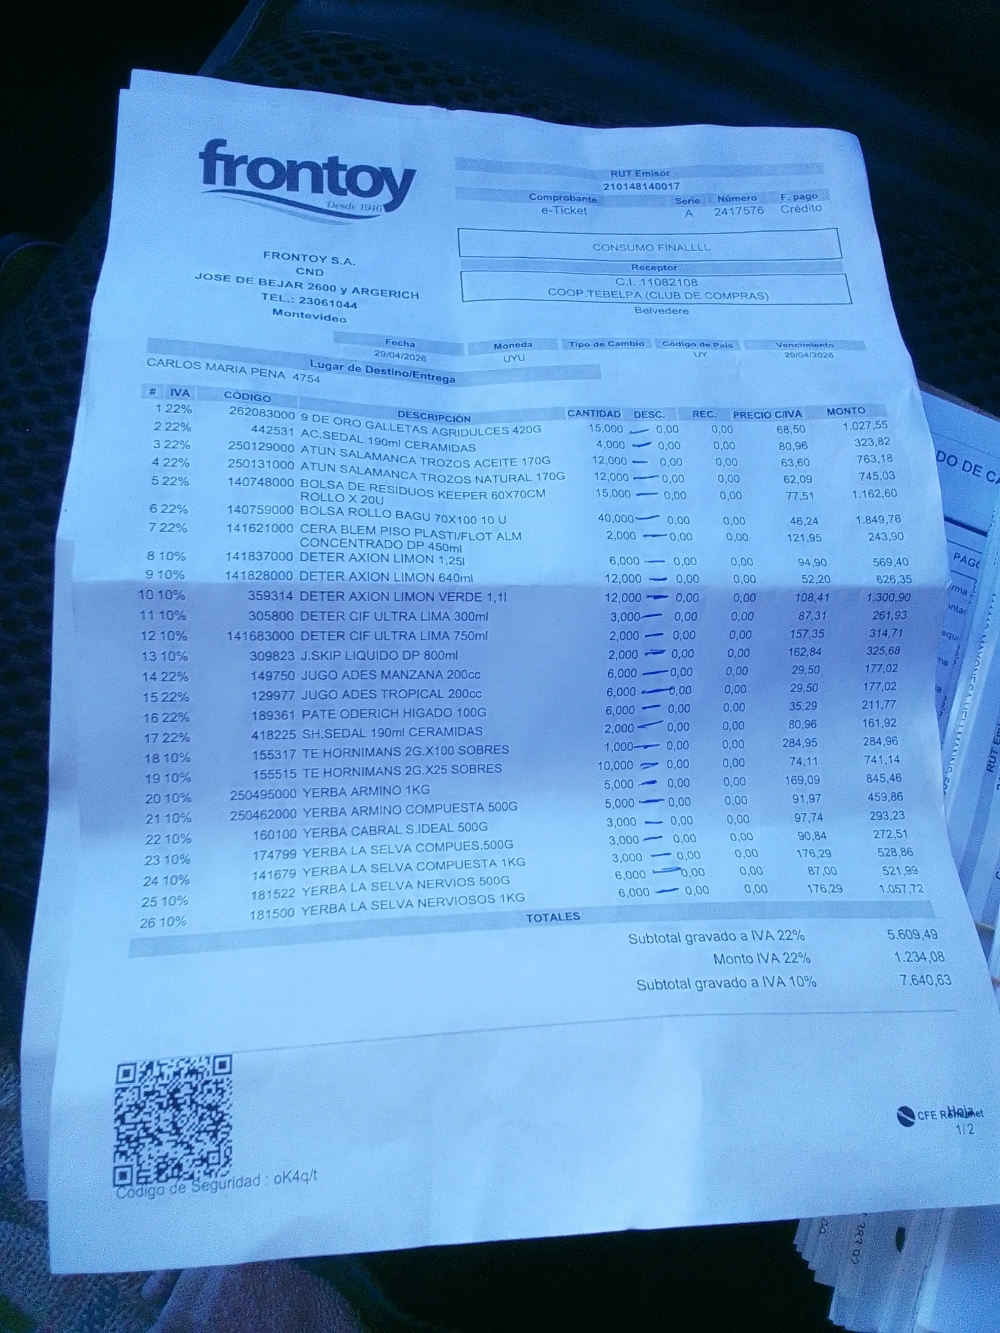 frontoy
Desde 1946
FRONTOY S.A.
CND
JOSE DE BEJAR 2600 y ARGERICH
TEL.: 23061044
Montevideo
RUT Emisor
210148140017
Comprobante Serie Número F. pago
e-Ticket A 2417576 Crédito
CONSUMO FINALLLL
Receptor
C.I. 11082108
COOP.TEBELPA (CLUB DE COMPRAS)
Belvedere
Fecha Moneda Tipo de Cambio Código de País Vencimiento
29/04/2026 UYU UY 29/04/2026
Lugar de Destino/Entrega
CARLOS MARIA PENA 4754
# IVA CÓDIGO DESCRIPCIÓN CANTIDAD DESC. REC. PRECIO C/IVA MONTO
1 22% 262083000 9 DE ORO GALLETAS AGRIDULCES 420G 15,000 0,00 0,00 68,50 1.027,55
2 22% 442531 AC.SEDAL 190ml CERAMIDAS 4,000 0,00 0,00 80,96 323,82
3 22% 250129000 ATUN SALAMANCA TROZOS ACEITE 170G 12,000 0,00 0,00 63,60 763,18
4 22% 250131000 ATUN SALAMANCA TROZOS NATURAL 170G 12,000 0,00 0,00 62,09 745,03
5 22% 140748000 BOLSA DE RESIDUOS KEEPER 60X70CM 15,000 0,00 0,00 77,51 1.162,60
ROLLO X 20U
6 22% 140759000 BOLSA ROLLO BAGU 70X100 10 U 40,000 0,00 0,00 46,24 1.849,76
7 22% 141621000 CERA BLEM PISO PLASTI/FLOT ALM 2,000 0,00 0,00 121,95 243,90
CONCENTRADO DP 450ml
8 10% 141837000 DETER AXION LIMON 1,25l 6,000 0,00 0,00 94,90 569,40
9 10% 141828000 DETER AXION LIMON 640ml 12,000 0,00 0,00 52,20 626,35
10 10% 359314 DETER AXION LIMON VERDE 1,1l 12,000 0,00 0,00 108,41 1.300,90
11 10% 305800 DETER CIF ULTRA LIMA 300ml 3,000 0,00 0,00 87,31 261,93
12 10% 141683000 DETER CIF ULTRA LIMA 750ml 2,000 0,00 0,00 157,35 314,71
13 10% 309823 J.SKIP LIQUIDO DP 800ml 2,000 0,00 0,00 162,84 325,68
14 22% 149750 JUGO ADES MANZANA 200cc 6,000 0,00 0,00 29,50 177,02
15 22% 129977 JUGO ADES TROPICAL 200cc 6,000 0,00 0,00 29,50 177,02
16 22% 189361 PATE ODERICH HIGADO 100G 6,000 0,00 0,00 35,29 211,77
17 22% 418225 SH.SEDAL 190ml CERAMIDAS 2,000 0,00 0,00 80,96 161,92
18 10% 155317 TE HORNIMANS 2G.X100 SOBRES 1,000 0,00 0,00 284,95 284,96
19 10% 155515 TE HORNIMANS 2G.X25 SOBRES 10,000 0,00 0,00 74,11 741,14
20 10% 250495000 YERBA ARMINO 1KG 5,000 0,00 0,00 169,09 845,46
21 10% 250462000 YERBA ARMINO COMPUESTA 500G 5,000 0,00 0,00 91,97 459,86
22 10% 160100 YERBA CABRAL S.IDEAL 500G 3,000 0,00 0,00 97,74 293,23
23 10% 174799 YERBA LA SELVA COMPUES.500G 3,000 0,00 0,00 90,84 272,51
24 10% 141679 YERBA LA SELVA COMPUESTA 1KG 3,000 0,00 0,00 176,29 528,86
25 10% 181522 YERBA LA SELVA NERVIOS 500G 6,000 0,00 0,00 87,00 521,99
26 10% 181500 YERBA LA SELVA NERVIOSOS 1KG 6,000 0,00 0,00 176,29 1.057,72
TOTALES
Subtotal gravado a IVA 22% 5.609,49
Monto IVA 22% 1.234,08
Subtotal gravado a IVA 10% 7.640,63
Código de Seguridad : oK4q/t
CFE
Hoja
1/2
DO DE
PAG